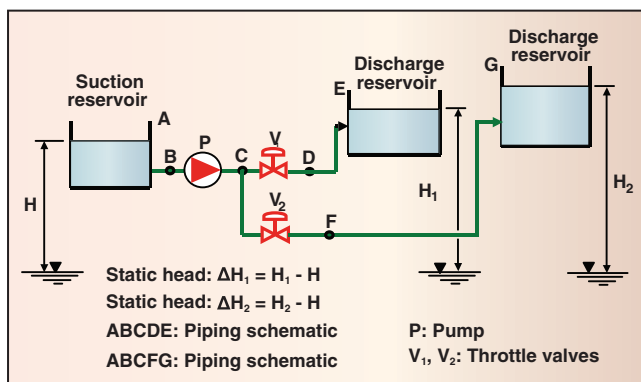 Suction
reservoir
Discharge
reservoir
Discharge
reservoir
A
B
P
C
V
D
E
G
V₂
F
H
H₁
H₂
Static head: ΔH₁ = H₁ - H
Static head: ΔH₂ = H₂ - H
ABCDE: Piping schematic
ABCFG: Piping schematic
P: Pump
V₁, V₂: Throttle valves